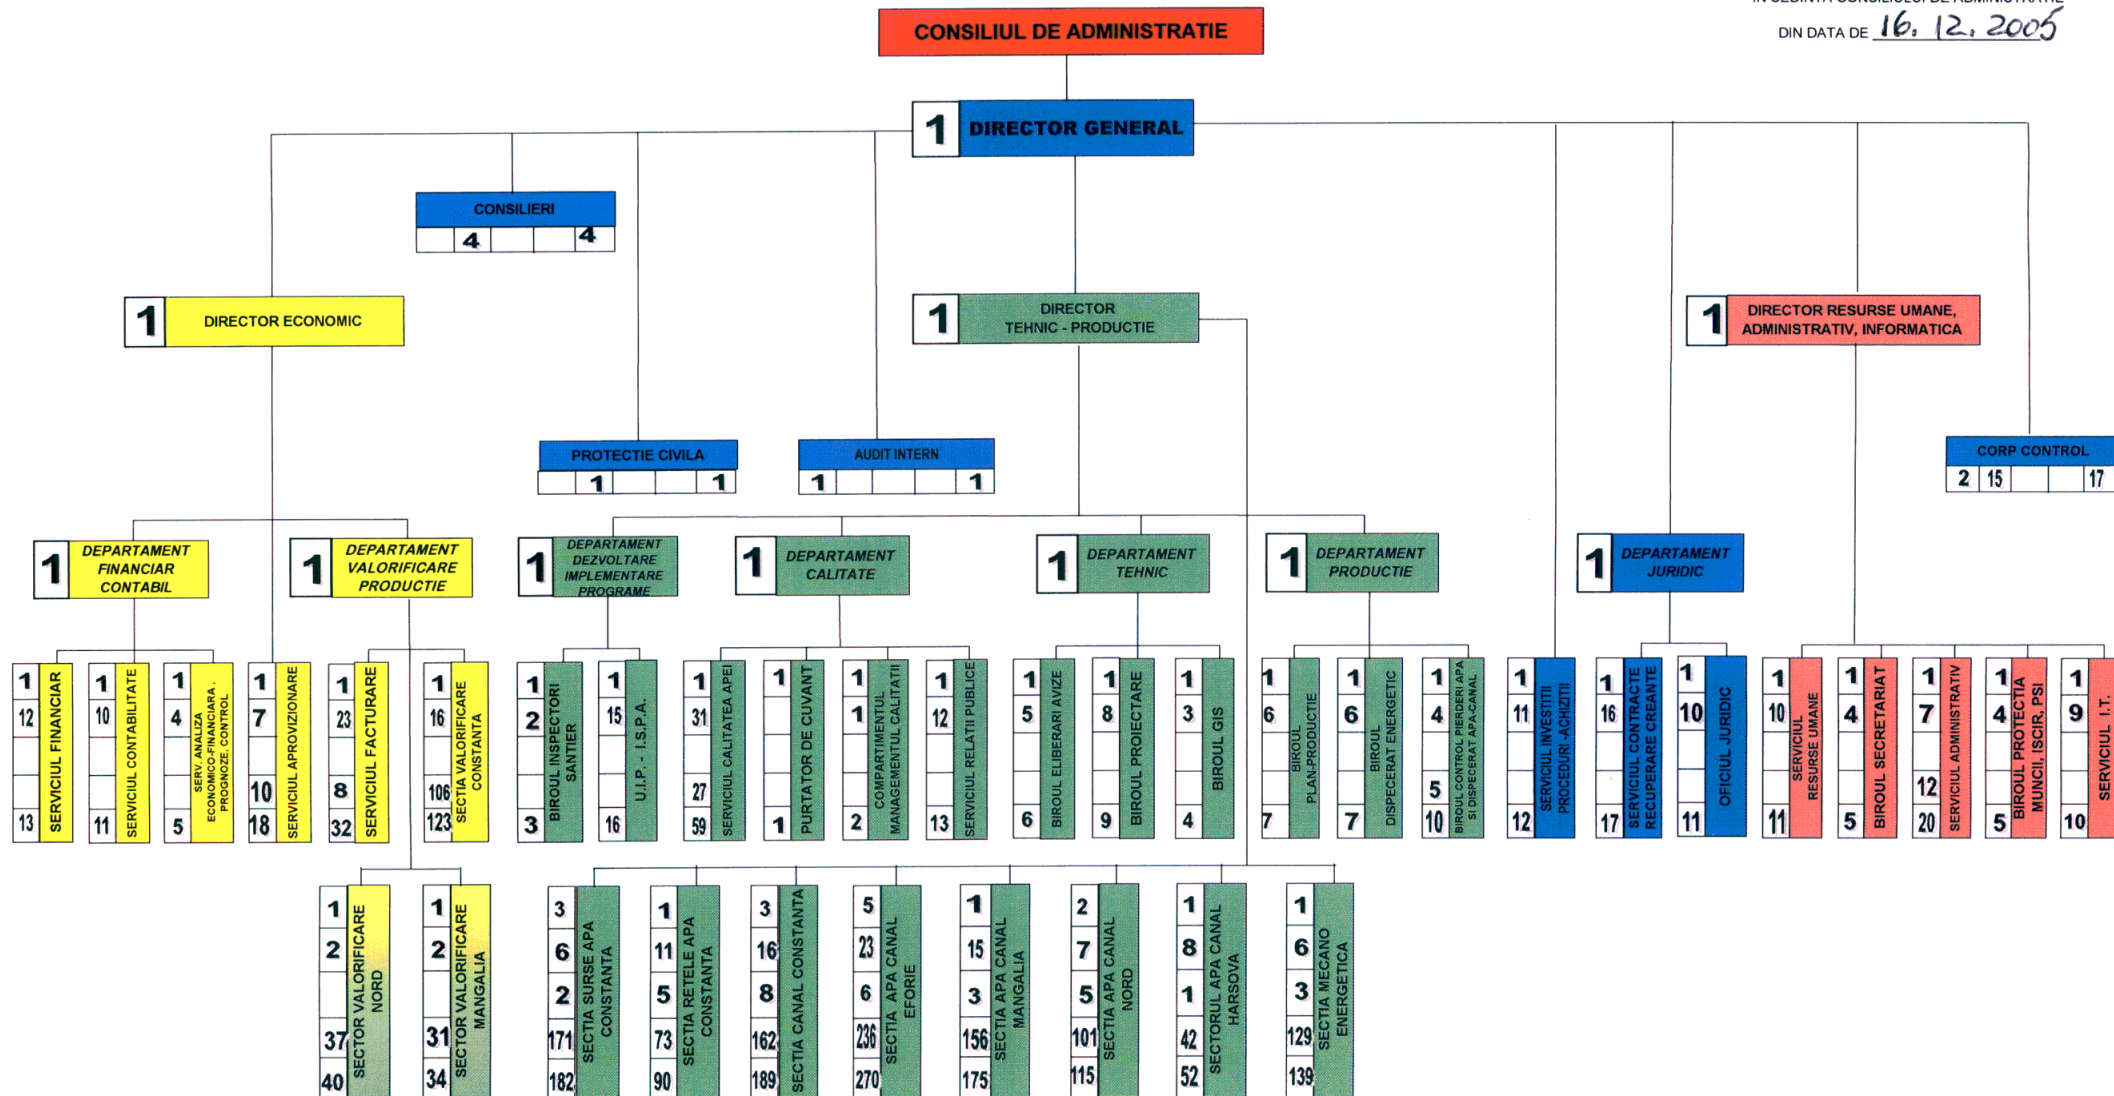 DIN DATA DE 16. 12. 2005
CONSILIUL DE ADMINISTRATIE
1 DIRECTOR GENERAL
CONSILIERI
4 4
1 DIRECTOR ECONOMIC
1 DIRECTOR
TEHNIC - PRODUCTIE
1 DIRECTOR RESURSE UMANE,
ADMINISTRATIV, INFORMATICA
PROTECTIE CIVILA
1 1
AUDIT INTERN
1 1
CORP CONTROL
2 15 17
1 DEPARTAMENT
FINANCIAR
CONTABIL
1 DEPARTAMENT
VALORIFICARE
PRODUCTIE
1 DEPARTAMENT
DEZVOLTARE
IMPLEMENTARE
PROGRAME
1 DEPARTAMENT
CALITATE
1 DEPARTAMENT
TEHNIC
1 DEPARTAMENT
PRODUCTIE
1 DEPARTAMENT
JURIDIC
1 12 13
SERVICIUL FINANCIAR
1 10 11
SERVICIUL CONTABILITATE
1 4 5
SERV. ANALIZA
ECONOMICO-FINANCIARA ,
PROGNOZE, CONTROL
1 7 10 18
SERVICIUL APROVIZIONARE
1 23 8 32
SERVICIUL FACTURARE
1 16 106 123
SECTIA VALORIFICARE
CONSTANTA
1 2 3
BIROUL INSPECTORI
SANTIER
1 15 16
U.I.P. - I.S.P.A.
1 31 27 59
SERVICIUL CALITATEA APEI
1 1
PURTATOR DE CUVANT
1 1 2
COMPARTIMENTUL
MANAGEMENTUL CALITATII
1 12 13
SERVICIUL RELATII PUBLICE
1 5 6
BIROUL ELIBERARI AVIZE
1 8 9
BIROUL PROIECTARE
1 3 4
BIROUL GIS
1 6 7
BIROUL
PLAN-PRODUCTIE
1 6 7
BIROUL
DISPECERAT ENERGETIC
1 4 5 10
BIROUL CONTROL PIERDERI APA
SI DISPECERAT APA-CANAL
1 11 12
SERVICIUL INVESTITII
PROCEDURI -ACHIZITII
1 16 17
SERVICIUL CONTRACTE
RECUPERARE CREANTE
1 10 11
OFICIUL JURIDIC
1 10 11
SERVICIUL
RESURSE UMANE
1 4 5
BIROUL SECRETARIAT
1 7 12 20
SERVICIUL ADMINISTRATIV
1 4 5
BIROUL PROTECTIA
MUNCII, ISCIR, PSI
1 9 10
SERVICIUL I.T.
1 2 37 40
SECTOR VALORIFICARE
NORD
1 2 31 34
SECTOR VALORIFICARE
MANGALIA
3 6 2 171 182
SECTIA SURSE APA
CONSTANTA
1 11 5 73 90
SECTIA RETELE APA
CONSTANTA
3 16 8 162 189
SECTIA CANAL CONSTANTA
5 23 6 236 270
SECTIA APA CANAL
EFORIE
1 15 3 156 175
SECTIA APA CANAL
MANGALIA
2 7 5 101 115
SECTIA APA CANAL
NORD
1 8 1 42 52
SECTORUL APA CANAL
HARSOVA
1 6 3 129 139
SECTIA MECANO
ENERGETICA